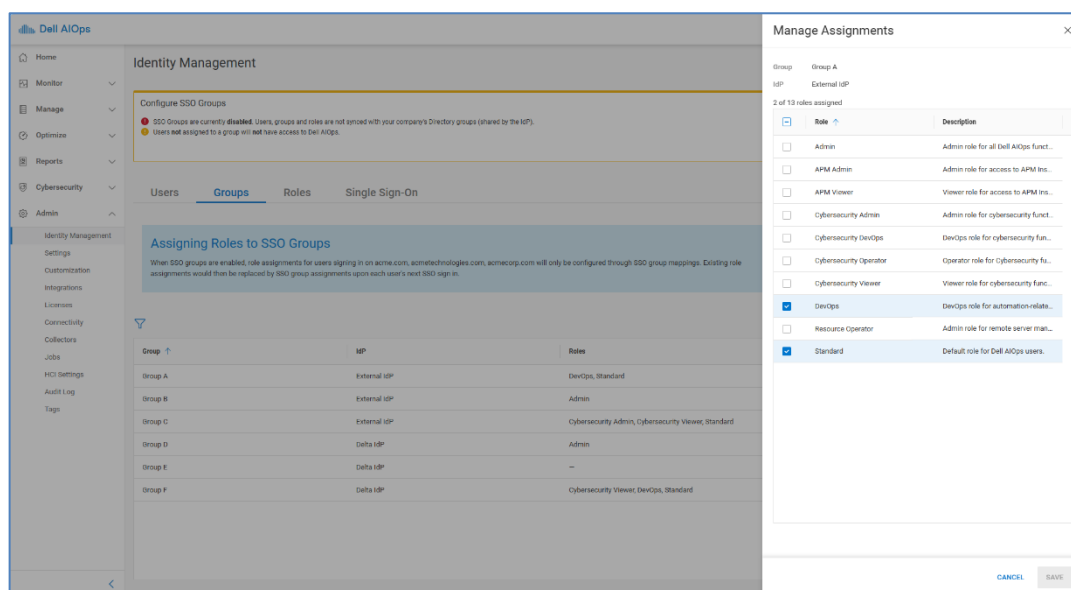 Dell AIOps
Home
Monitor
Manage
Optimize
Reports
Cybersecurity
Admin
Identity Management
Settings
Customization
Integrations
Licenses
Connectivity
Collectors
Jobs
HCI Settings
Audit Log
Tags
Identity Management
Configure SSO Groups
SSO Groups are currently disabled. Users, groups and roles are not synced with your company's Directory groups (shared by the IdP).
Users not assigned to a group will not have access to Dell AIOps.
Users Groups Roles Single Sign-On
Assigning Roles to SSO Groups
When SSO groups are enabled, role assignments for users signing in on acme.com, acmetechnologies.com, acmecorp.com will only be configured through SSO group mappings. Existing role
assignments would then be replaced by SSO group assignments upon each user's next SSO sign in.
Group IdP Roles
Group A External IdP DevOps, Standard
Group B External IdP Admin
Group C External IdP Cybersecurity Admin, Cybersecurity Viewer, Standard
Group D Delta IdP Admin
Group E Delta IdP —
Group F Delta IdP Cybersecurity Viewer, DevOps, Standard
Manage Assignments
Group Group A
IdP External IdP
2 of 13 roles assigned
Role Description
Admin Admin role for all Dell AIOps funct...
APM Admin Admin role for access to APM Ins...
APM Viewer Viewer role for access to APM Ins...
Cybersecurity Admin Admin role for cybersecurity funct...
Cybersecurity DevOps DevOps role for cybersecurity fun...
Cybersecurity Operator Operator role for Cybersecurity fu...
Cybersecurity Viewer Viewer role for cybersecurity func...
DevOps DevOps role for automation-relate...
Resource Operator Admin role for remote server man...
Standard Default role for Dell AIOps users.
CANCEL SAVE